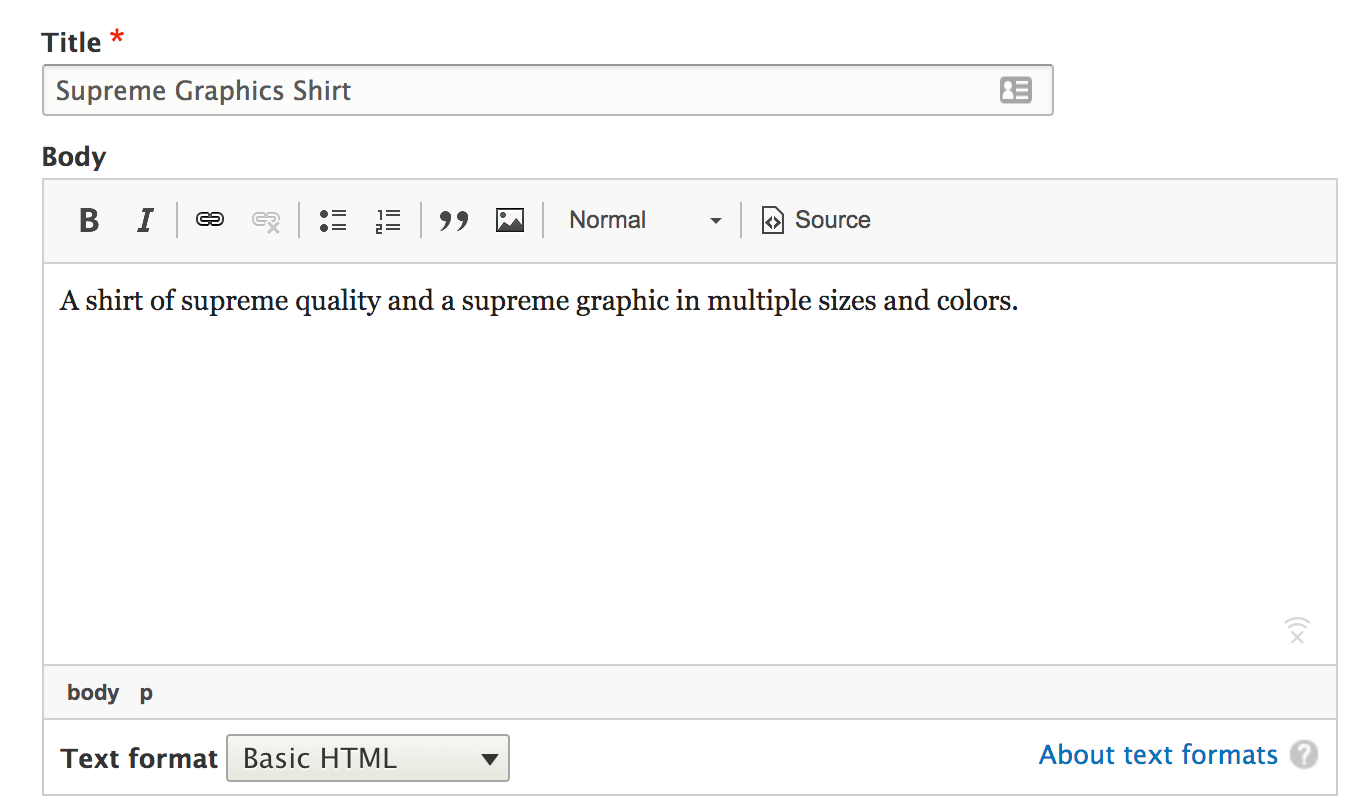 Title *
Supreme Graphics Shirt
Body
B I Normal Source
A shirt of supreme quality and a supreme graphic in multiple sizes and colors.
body p
Text format Basic HTML About text formats ?